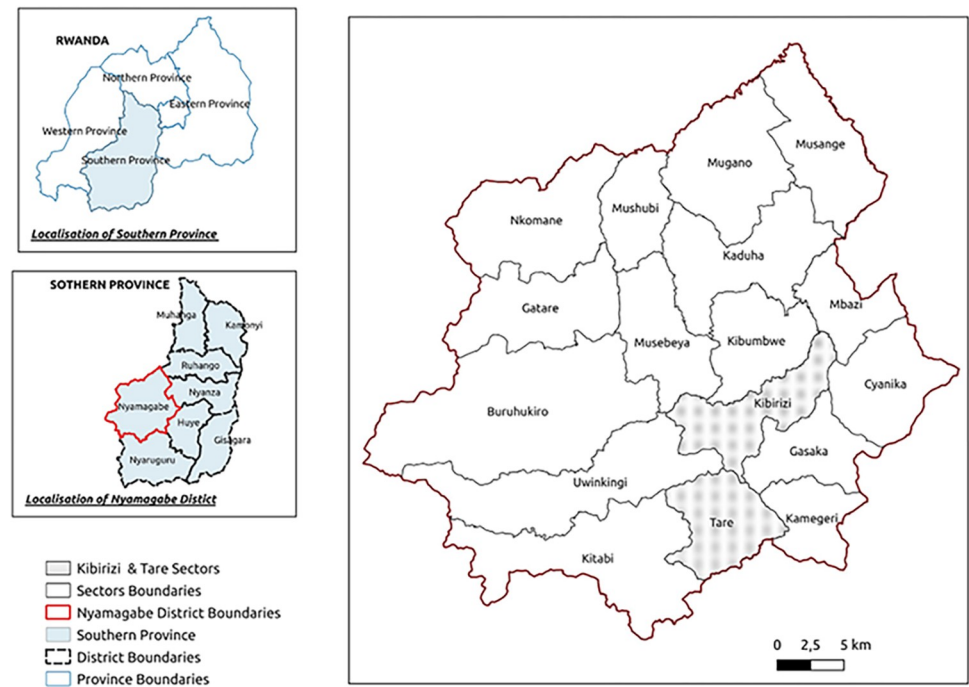 RWANDA
Northern Province
Eastern Province
Western Province
Southern Province
Localisation of Southern Province
SOTHERN PROVINCE
Muhanga
Kamonyi
Ruhango
Nyanza
Nyamagabe
Huye
Gisagara
Nyaruguru
Localisation of Nyamagabe Distict
Kibirizi & Tare Sectors
Sectors Boundaries
Nyamagabe District Boundaries
Southern Province
District Boundaries
Province Boundaries
Musange
Mugano
Mushubi
Nkomane
Kaduha
Mbazi
Gatare
Musebeya
Kibumbwe
Cyanika
Kibirizi
Buruhukiro
Gasaka
Uwinkingi
Tare
Kamegeri
Kitabi
0 2,5 5 km